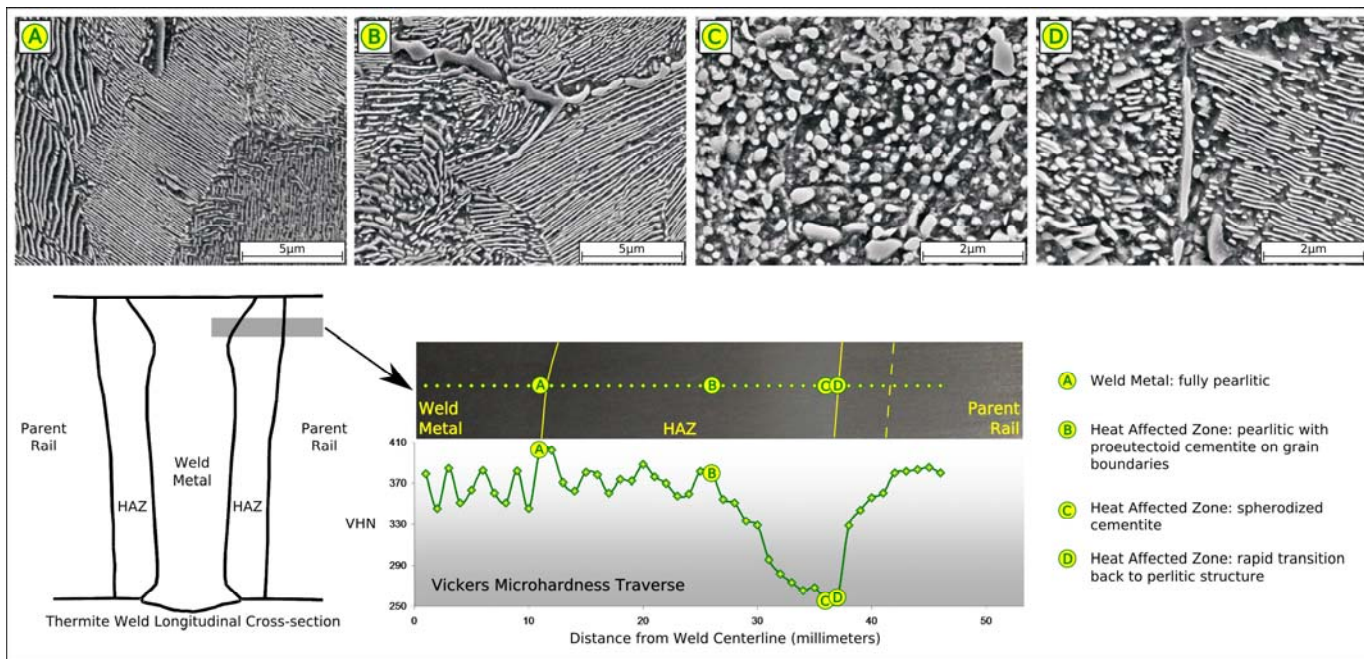 A
B
C
D
5µm
5µm
2µm
2µm
Parent
Rail
HAZ
Weld
Metal
HAZ
Parent
Rail
Thermite Weld Longitudinal Cross-section
A
B
C
D
Weld
Metal
HAZ
Parent
Rail
410
370
330
290
250
VHN
A
B
C
D
Vickers Microhardness Traverse
0
10
20
30
40
50
Distance from Weld Centerline (millimeters)
A Weld Metal: fully pearlitic
B Heat Affected Zone: pearlitic with
proeutectoid cementite on grain
boundaries
C Heat Affected Zone: spherodized
cementite
D Heat Affected Zone: rapid transition
back to perlitic structure